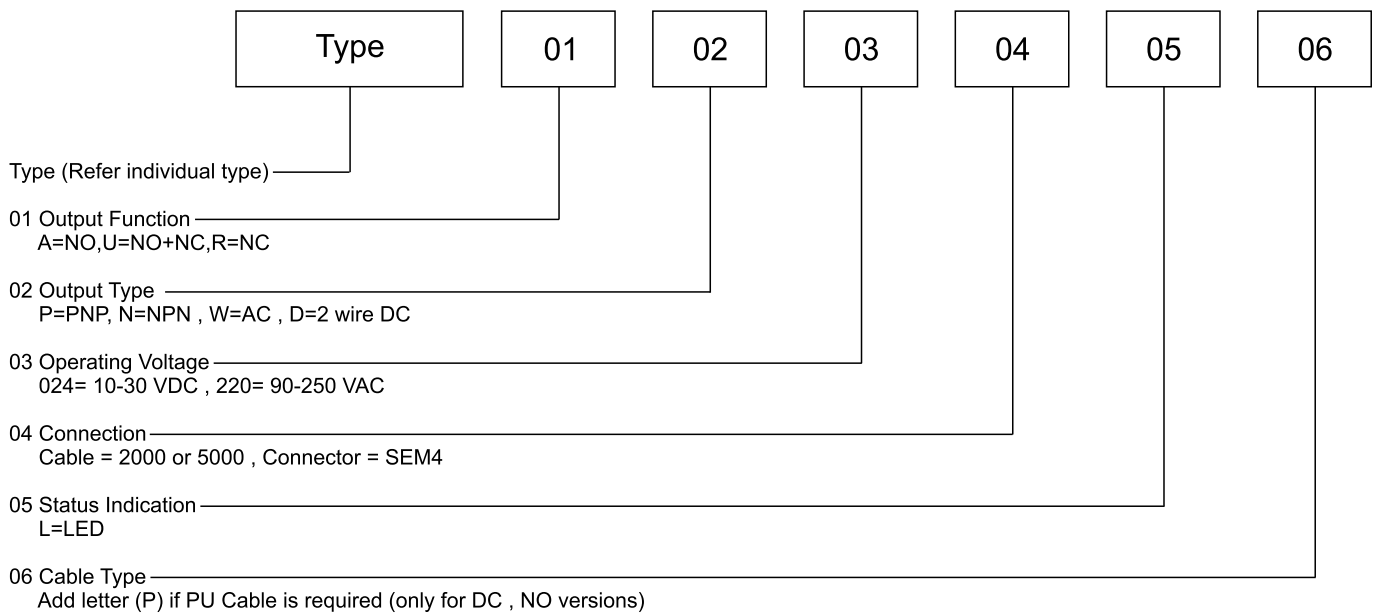 Type 01 02 03 04 05 06
Type (Refer individual type)
01 Output Function
A=NO,U=NO+NC,R=NC
02 Output Type
P=PNP, N=NPN , W=AC , D=2 wire DC
03 Operating Voltage
024= 10-30 VDC , 220= 90-250 VAC
04 Connection
Cable = 2000 or 5000 , Connector = SEM4
05 Status Indication
L=LED
06 Cable Type
Add letter (P) if PU Cable is required (only for DC , NO versions)